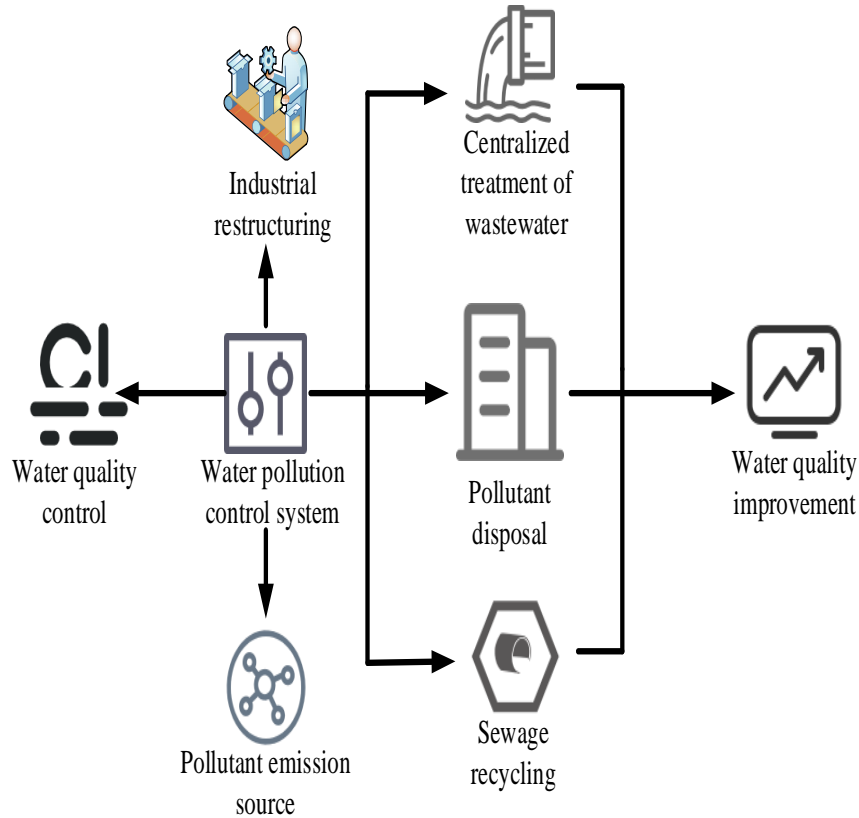 Industrial
restructuring
Centralized
treatment of
wastewater
CI
Water quality
control
Water pollution
control system
Pollutant
disposal
Water quality
improvement
Pollutant emission
source
Sewage
recycling